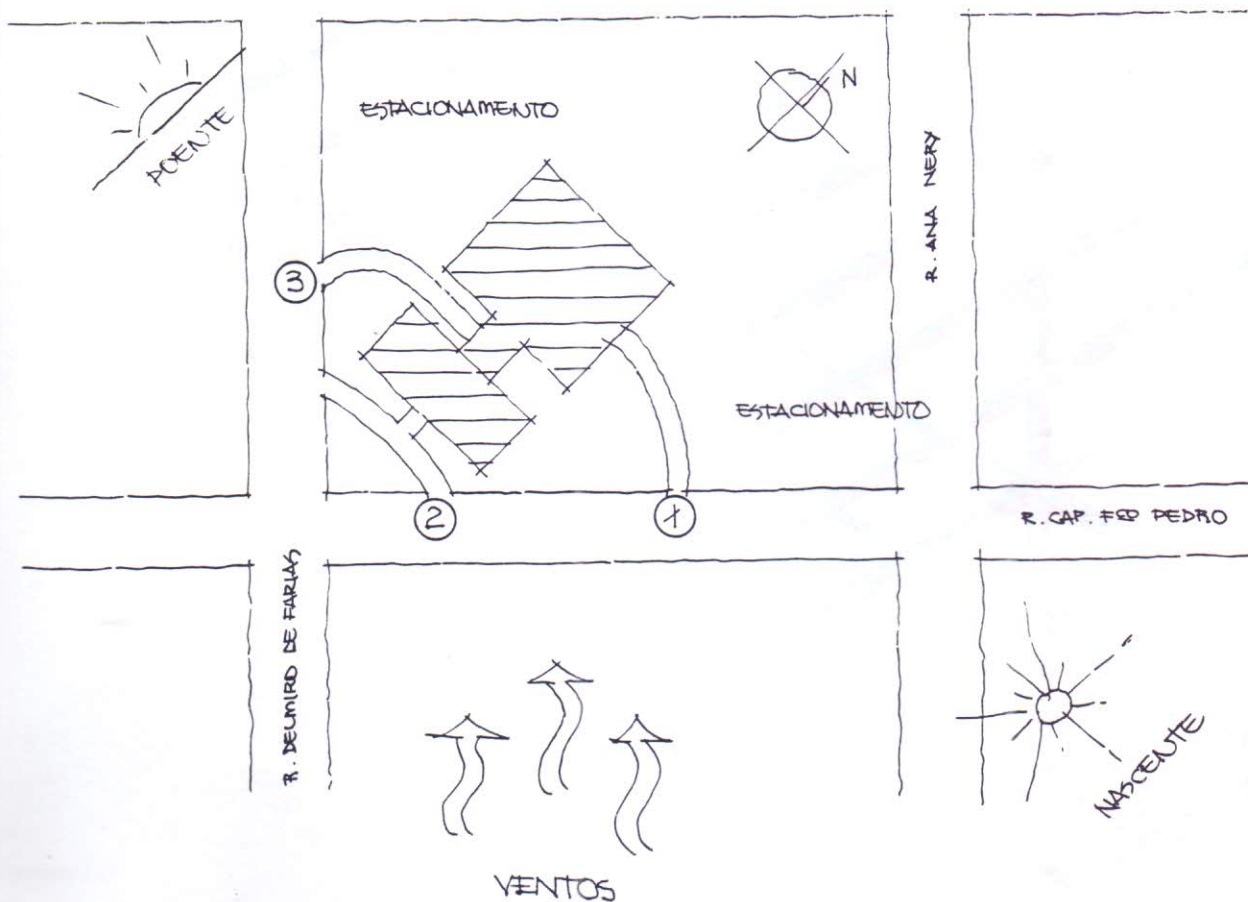 ESTACIONAMENTO
N
POENTE
R. ANA NERY
3
ESTACIONAMENTO
2
1
R. CAP. FCO PEDRO
R. DELMIRO DE FARIAS
NASCENTE
VENTOS